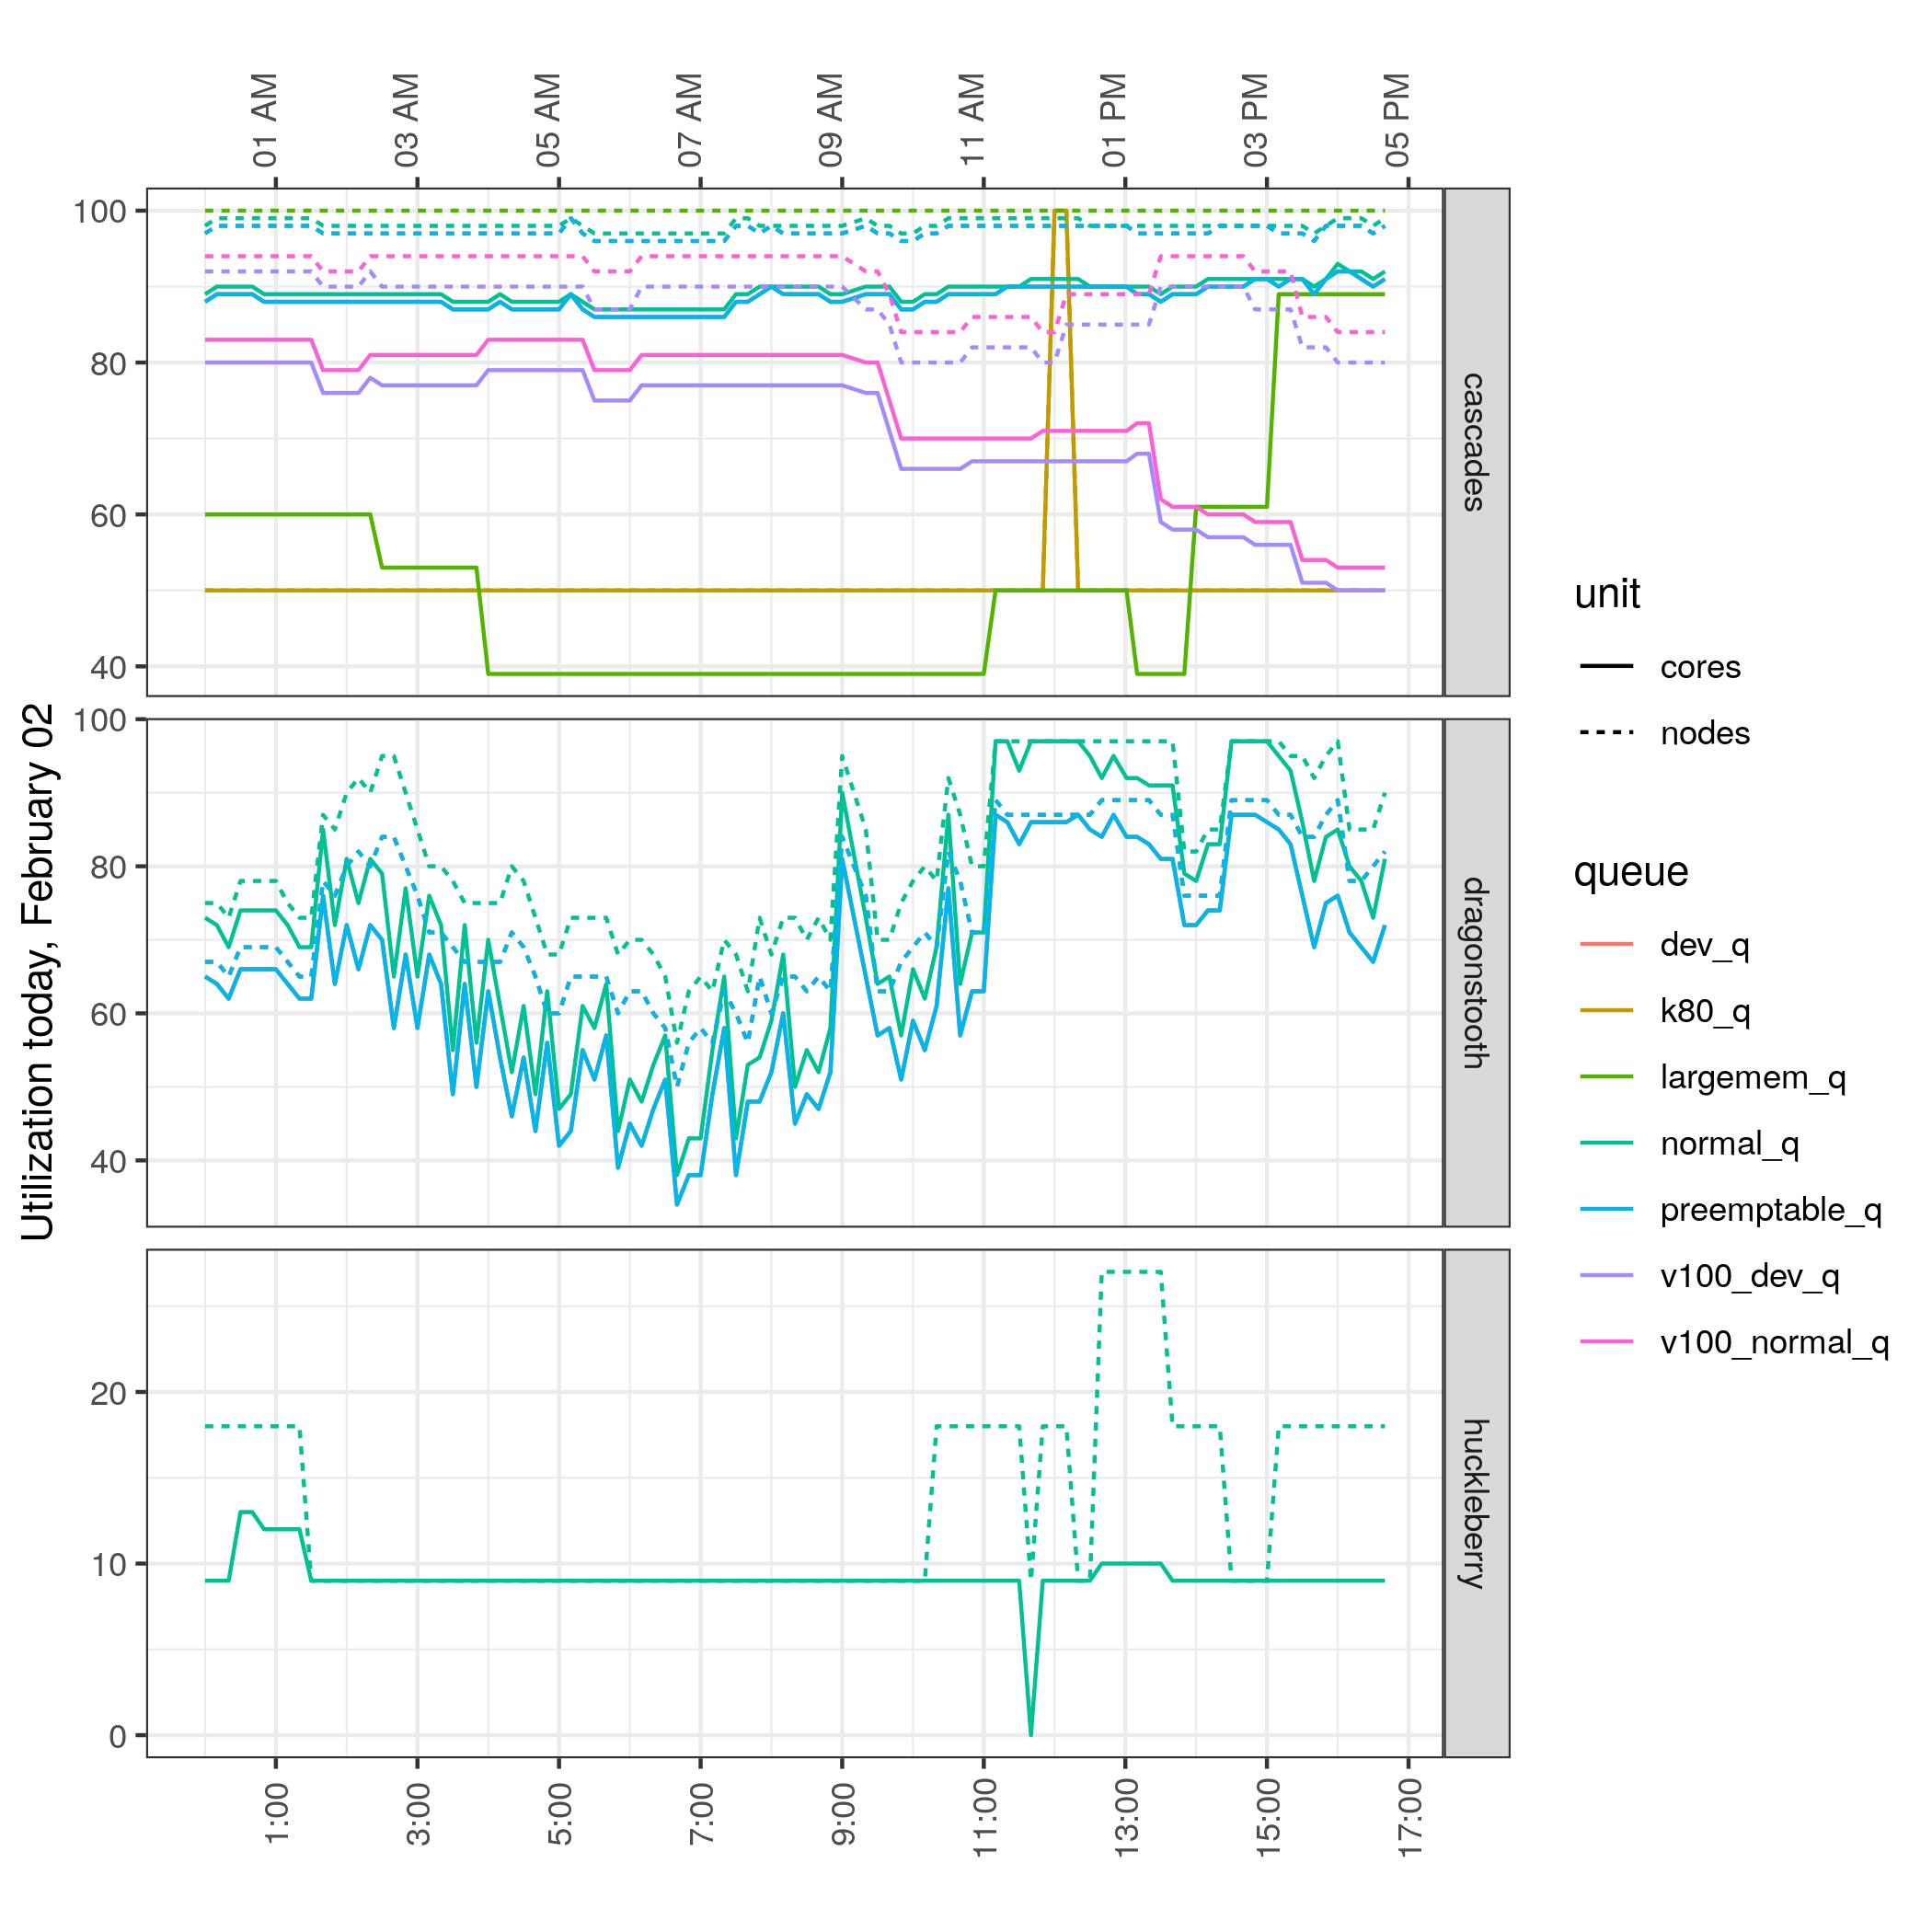 01 AM
03 AM
05 AM
07 AM
09 AM
11 AM
01 PM
03 PM
05 PM
Utilization today, February 02
100
80
60
40
cascades
100
80
60
40
dragonstooth
20
10
0
huckleberry
1:00
3:00
5:00
7:00
9:00
11:00
13:00
15:00
17:00
unit
cores
nodes
queue
dev_q
k80_q
largemem_q
normal_q
preemptable_q
v100_dev_q
v100_normal_q